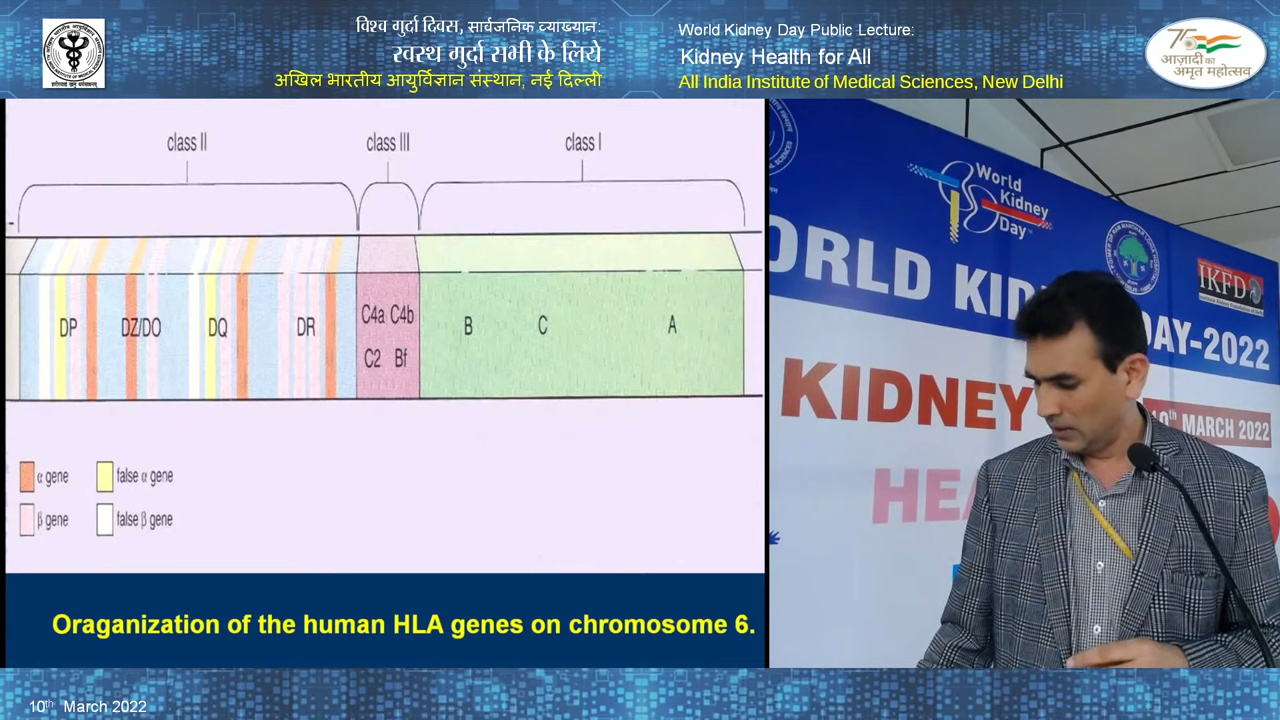 विश्व गुर्दा दिवस, सार्वजनिक व्याख्यान:
स्वस्थ गुर्दा सभी के लिये
अखिल भारतीय आयुर्विज्ञान संस्थान, नई दिल्ली
World Kidney Day Public Lecture:
Kidney Health for All
All India Institute of Medical Sciences, New Delhi
75
आज़ादी का
अमृत महोत्सव
class II
class III
class I
DP
DZ/DO
DQ
DR
C4a C4b
C2 Bf
B
C
A
α gene
false α gene
β gene
false β gene
Oraganization of the human HLA genes on chromosome 6.
World
Kidney
Day
IKFD
ORLD KID
DAY-2022
KIDNEY
10th MARCH 2022
HEA
10th March 2022